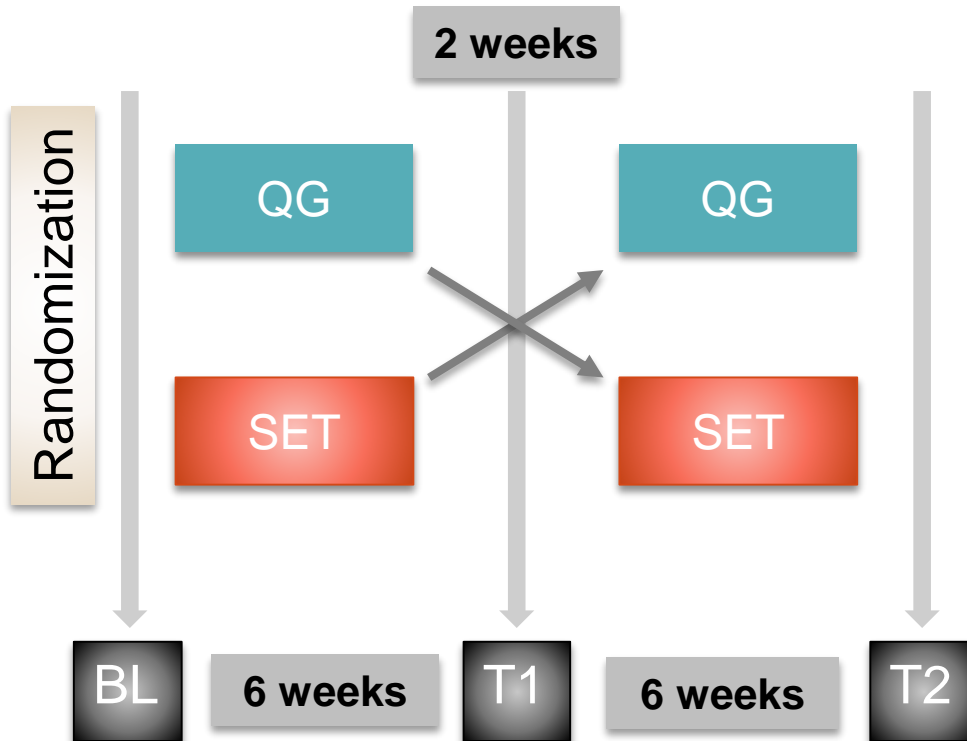 2 weeks
Randomization
QG
QG
SET
SET
BL
6 weeks
T1
6 weeks
T2